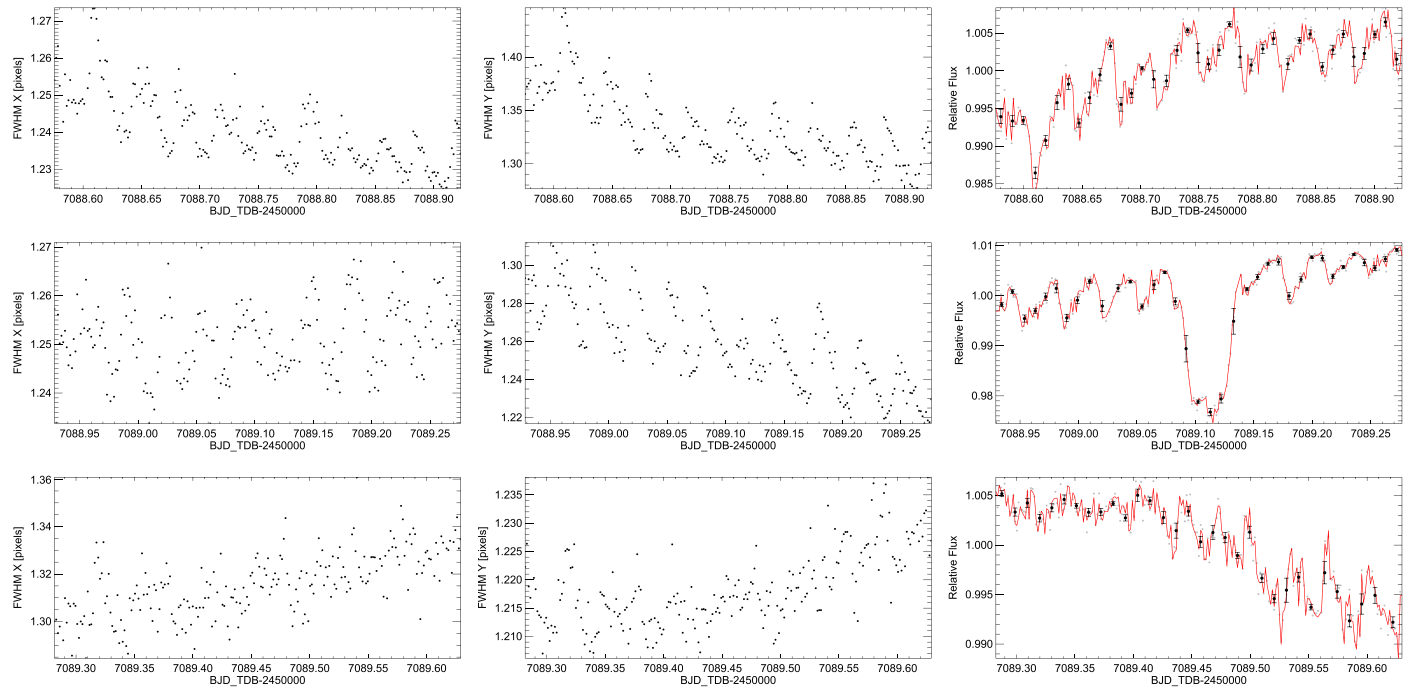 1.27
1.26
1.25
1.24
1.23
FWHM X [pixels]
7088.60 7088.65 7088.70 7088.75 7088.80 7088.85 7088.90
BJD_TDB-2450000
1.40
1.35
1.30
FWHM Y [pixels]
7088.60 7088.65 7088.70 7088.75 7088.80 7088.85 7088.90
BJD_TDB-2450000
1.005
1.000
0.995
0.990
0.985
Relative Flux
7088.60 7088.65 7088.70 7088.75 7088.80 7088.85 7088.90
BJD_TDB-2450000
1.27
1.26
1.25
1.24
FWHM X [pixels]
7088.95 7089.00 7089.05 7089.10 7089.15 7089.20 7089.25
BJD_TDB-2450000
1.30
1.28
1.26
1.24
1.22
FWHM Y [pixels]
7088.95 7089.00 7089.05 7089.10 7089.15 7089.20 7089.25
BJD_TDB-2450000
1.01
1.00
0.99
0.98
Relative Flux
7088.95 7089.00 7089.05 7089.10 7089.15 7089.20 7089.25
BJD_TDB-2450000
1.36
1.34
1.32
1.30
FWHM X [pixels]
7089.30 7089.35 7089.40 7089.45 7089.50 7089.55 7089.60
BJD_TDB-2450000
1.235
1.230
1.225
1.220
1.215
1.210
FWHM Y [pixels]
7089.30 7089.35 7089.40 7089.45 7089.50 7089.55 7089.60
BJD_TDB-2450000
1.005
1.000
0.995
0.990
Relative Flux
7089.30 7089.35 7089.40 7089.45 7089.50 7089.55 7089.60
BJD_TDB-2450000